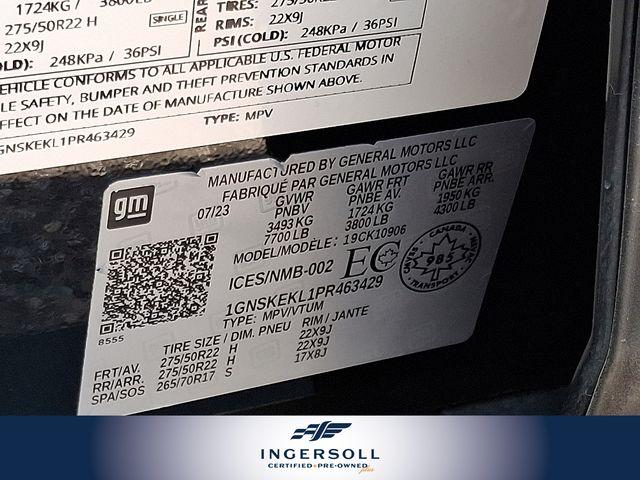 1724KG / 3800LB
275/50R22 H
SINGLE
22X9J
COLD): 248KPa / 36PSI
REAR
TIRES: 275/50R22
RIMS: 22X9J
PSI(COLD): 248KPa / 36PSI
VEHICLE CONFORMS TO ALL APPLICABLE U.S. FEDERAL MOTOR
LE SAFETY, BUMPER AND THEFT PREVENTION STANDARDS IN
EFFECT ON THE DATE OF MANUFACTURE SHOWN ABOVE.
GNSKEKL1PR463429 TYPE: MPV
gm
MANUFACTURED BY GENERAL MOTORS LLC
FABRIQUÉ PAR GENERAL MOTORS LLC
07/23 GVWR GAWR FRT GAWR RR
PNBV PNBE AV. PNBE ARR.
3493 KG 1724 KG 1950 KG
7700 LB 3800 LB 4300 LB
MODEL/MODÈLE: 19CK10906
ICES/NMB-002 EC
CANADA
985
TRANSPORT
1GNSKEKL1PR463429
TYPE: MPV/VTUM
8555
TIRE SIZE / DIM. PNEU RIM / JANTE
FRT/AV. 275/50R22 H 22X9J
RR/ARR. 275/50R22 H 22X9J
SPA/SOS 265/70R17 S 17X8J
INGERSOLL
CERTIFIED PRE-OWNED plus